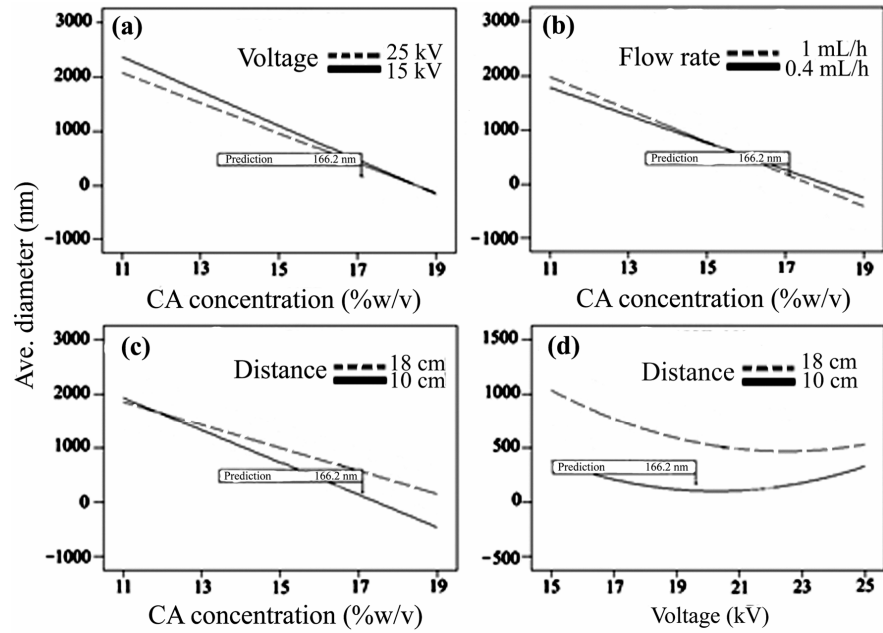 Ave. diameter (nm)
(a)
Voltage
25 kV
15 kV
3000
2000
1000
0
-1000
Prediction 166.2 nm
11 13 15 17 19
CA concentration (%w/v)
(b)
Flow rate
1 mL/h
0.4 mL/h
3000
2000
1000
0
-1000
Prediction 166.2 nm
11 13 15 17 19
CA concentration (%w/v)
(c)
Distance
18 cm
10 cm
3000
2000
1000
0
-1000
Prediction 166.2 nm
11 13 15 17 19
CA concentration (%w/v)
(d)
Distance
18 cm
10 cm
1500
1000
500
0
-500
Prediction 166.2 nm
15 17 19 21 23 25
Voltage (kV̄)